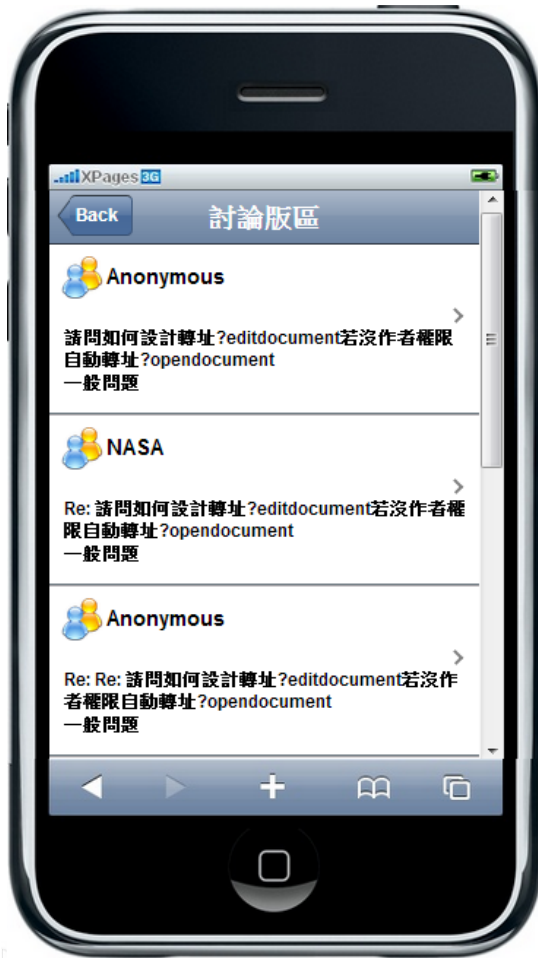 XPages 3G
Back
討論版區
Anonymous
請問如何設計轉址?editdocument若沒作者權限
自動轉址?opendocument
一般問題
NASA
Re: 請問如何設計轉址?editdocument若沒作者權
限自動轉址?opendocument
一般問題
Anonymous
Re: Re: 請問如何設計轉址?editdocument若沒作
者權限自動轉址?opendocument
一般問題